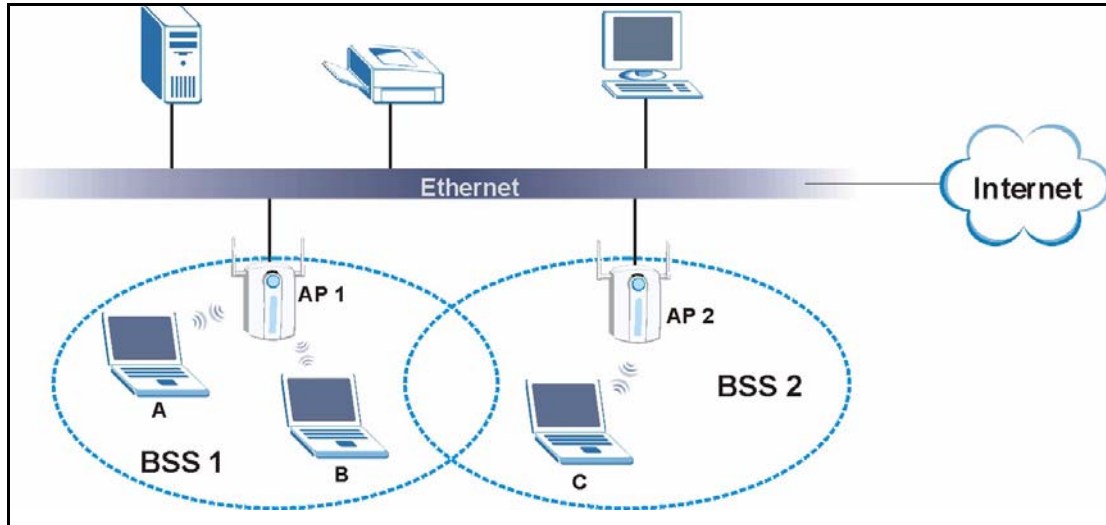 Ethernet
Internet
AP 1
AP 2
A
BSS 1
B
C
BSS 2